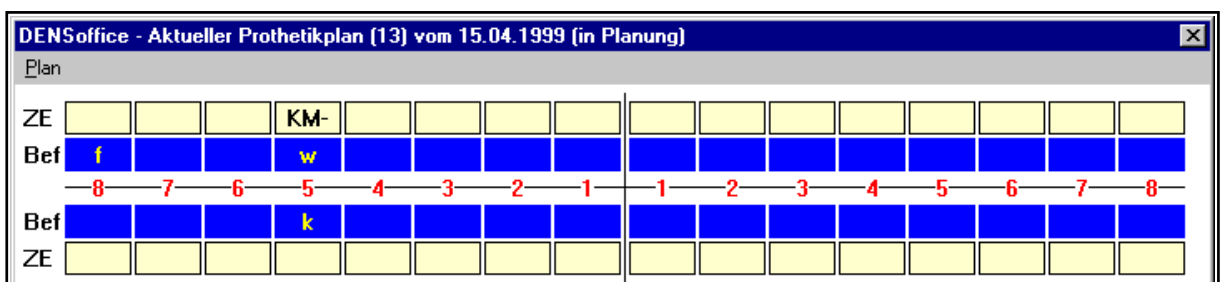 DENSoffice - Aktueller Prothetikplan (13) vom 15.04.1999 (in Planung)
Plan
ZE KM-
Bef f w
8 7 6 5 4 3 2 1 1 2 3 4 5 6 7 8
Bef k
ZE